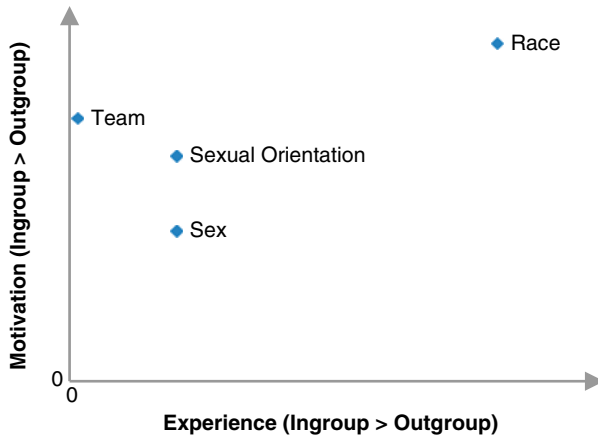 Race
Team
Sexual Orientation
Sex
Motivation (Ingroup > Outgroup)
0
0
Experience (Ingroup > Outgroup)